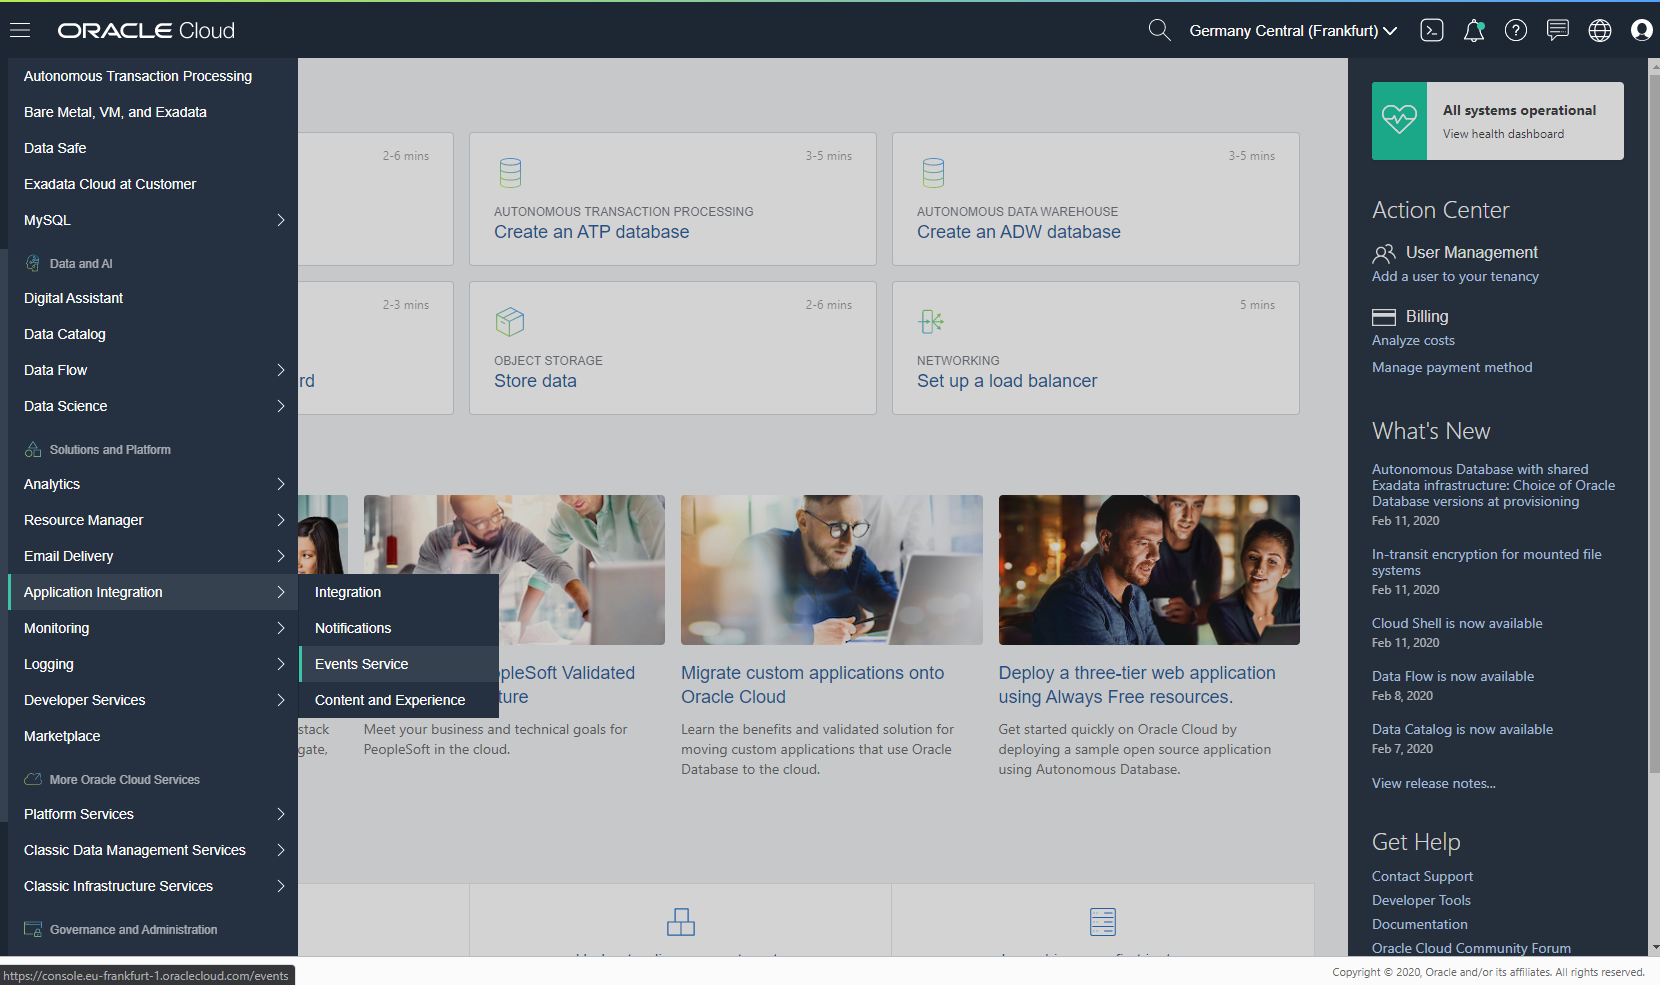 ORACLE Cloud
Germany Central (Frankfurt)
Autonomous Transaction Processing
Bare Metal, VM, and Exadata
Data Safe
Exadata Cloud at Customer
MySQL
Data and AI
Digital Assistant
Data Catalog
Data Flow
Data Science
Solutions and Platform
Analytics
Resource Manager
Email Delivery
Application Integration
Monitoring
Logging
Developer Services
Marketplace
More Oracle Cloud Services
Platform Services
Classic Data Management Services
Classic Infrastructure Services
Governance and Administration
Integration
Notifications
Events Service
Content and Experience
2-6 mins
3-5 mins
AUTONOMOUS TRANSACTION PROCESSING
Create an ATP database
3-5 mins
AUTONOMOUS DATA WAREHOUSE
Create an ADW database
2-3 mins
rd
2-6 mins
OBJECT STORAGE
Store data
5 mins
NETWORKING
Set up a load balancer
stack
gate,
opleSoft Validated
ture
Meet your business and technical goals for
PeopleSoft in the cloud.
Migrate custom applications onto
Oracle Cloud
Learn the benefits and validated solution for
moving custom applications that use Oracle
Database to the cloud.
Deploy a three-tier web application
using Always Free resources.
Get started quickly on Oracle Cloud by
deploying a sample open source application
using Autonomous Database.
All systems operational
View health dashboard
Action Center
User Management
Add a user to your tenancy
Billing
Analyze costs
Manage payment method
What's New
Autonomous Database with shared
Exadata infrastructure: Choice of Oracle
Database versions at provisioning
Feb 11, 2020
In-transit encryption for mounted file
systems
Feb 11, 2020
Cloud Shell is now available
Feb 11, 2020
Data Flow is now available
Feb 8, 2020
Data Catalog is now available
Feb 7, 2020
View release notes...
Get Help
Contact Support
Developer Tools
Documentation
Oracle Cloud Community Forum
https://console.eu-frankfurt-1.oraclecloud.com/events
Copyright © 2020, Oracle and/or its affiliates. All rights reserved.